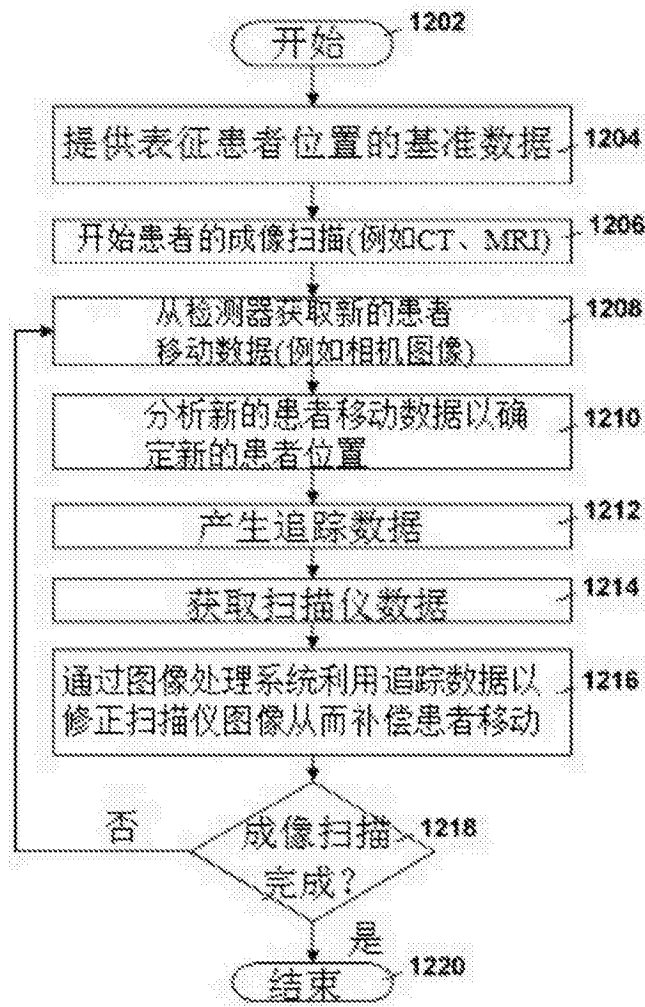 开始
1202
提供表征患者位置的基准数据
1204
开始患者的成像扫描(例如CT、MRI)
1206
从检测器获取新的患者
移动数据(例如相机图像)
1208
分析新的患者移动数据以确
定新的患者位置
1210
产生追踪数据
1212
获取扫描仪数据
1214
通过图像处理系统利用追踪数据以
修正扫描仪图像从而补偿患者移动
1216
否
成像扫描
完成?
1218
是
结束
1220